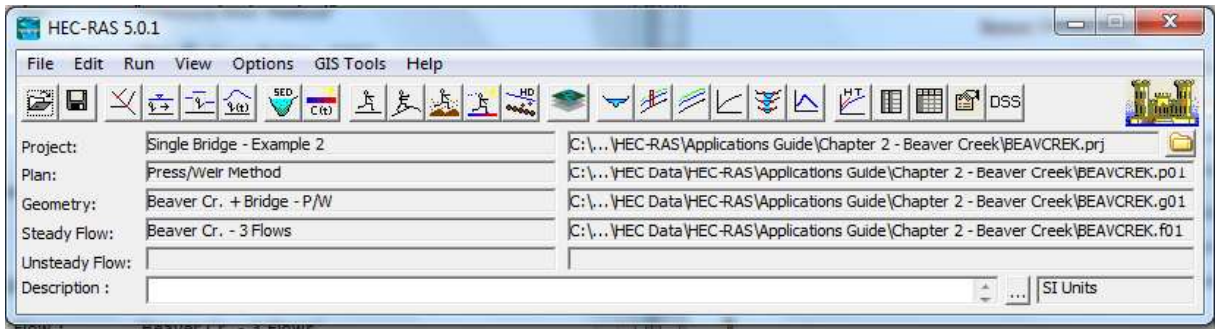 HEC-RAS 5.0.1
File Edit Run View Options GIS Tools Help
SED C(t) HD HT DSS
Project: Single Bridge - Example 2 C:\...\HEC-RAS\Applications Guide\Chapter 2 - Beaver Creek\BEAVCREK.prj
Plan: Press/Weir Method C:\...\HEC Data\HEC-RAS\Applications Guide\Chapter 2 - Beaver Creek\BEAVCREK.p01
Geometry: Beaver Cr. + Bridge - P/W C:\...\HEC Data\HEC-RAS\Applications Guide\Chapter 2 - Beaver Creek\BEAVCREK.g01
Steady Flow: Beaver Cr. - 3 Flows C:\...\HEC Data\HEC-RAS\Applications Guide\Chapter 2 - Beaver Creek\BEAVCREK.f01
Unsteady Flow:
Description : ... SI Units